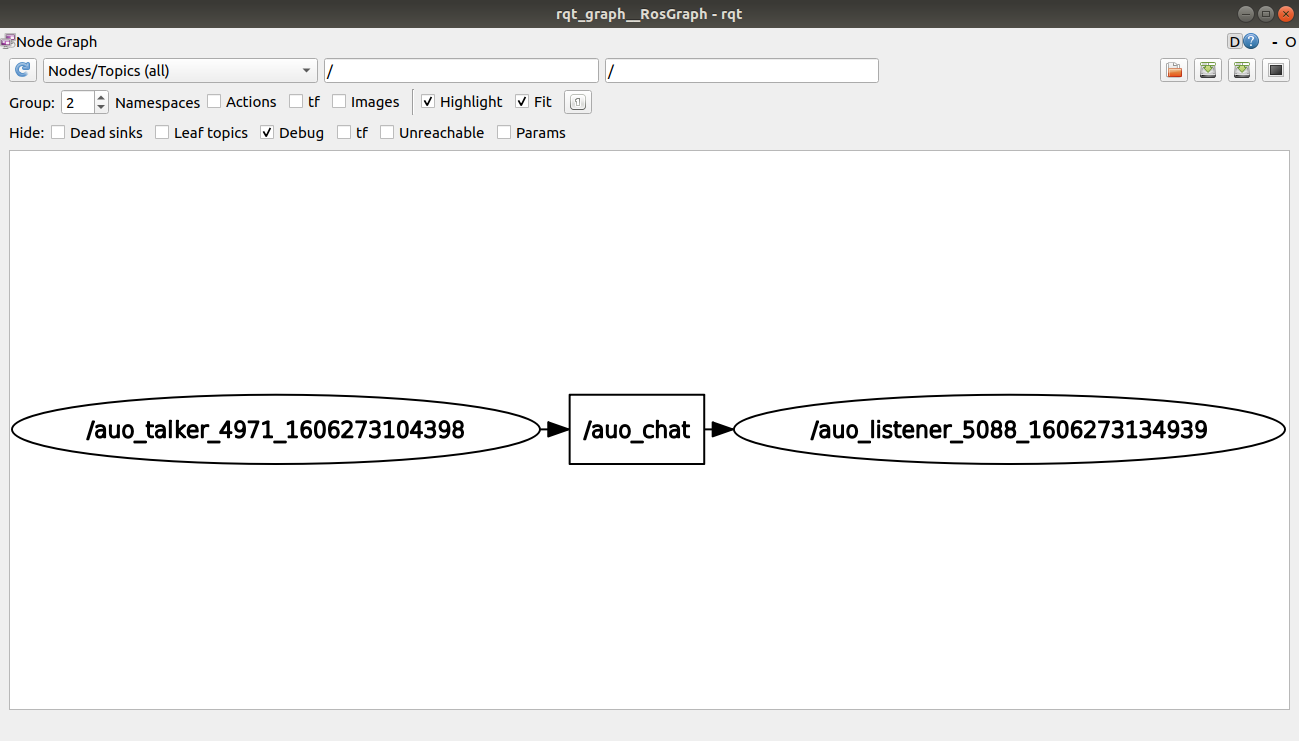 rqt_graph__RosGraph - rqt
Node Graph D ? - O
Nodes/Topics (all) / /
Group: 2 Namespaces Actions tf Images Highlight Fit
Hide: Dead sinks Leaf topics Debug tf Unreachable Params
/auo_talker_4971_1606273104398 /auo_chat /auo_listener_5088_1606273134939